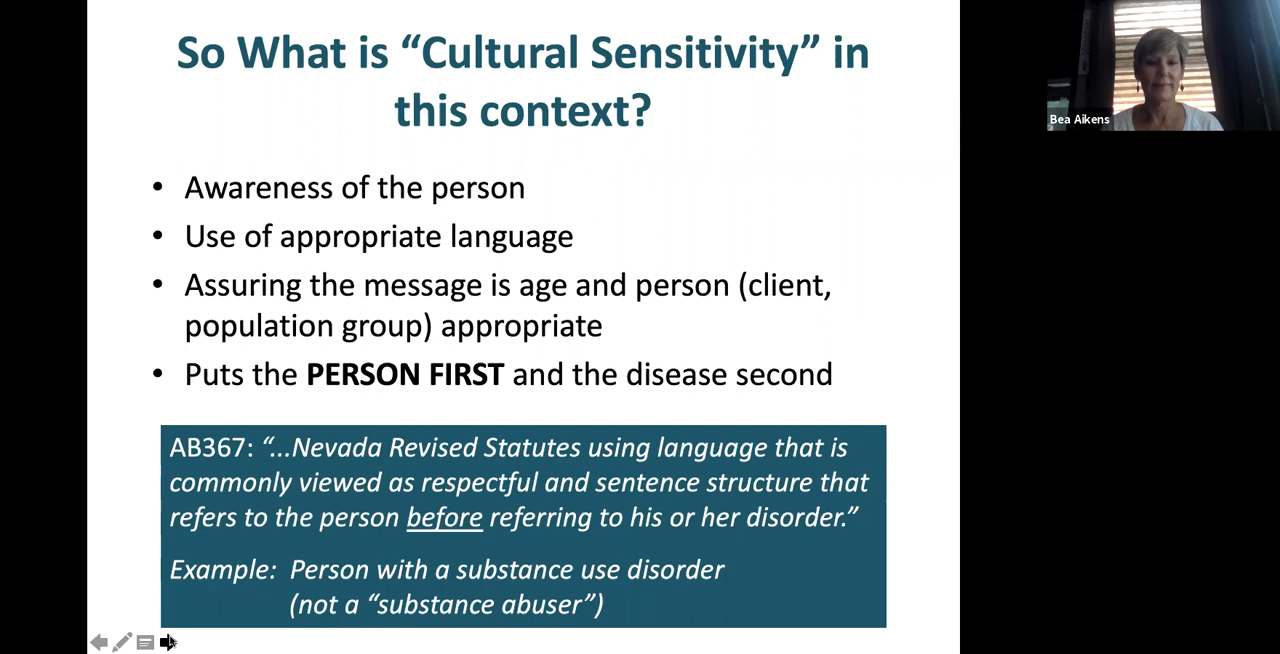 So What is “Cultural Sensitivity” in
this context?
• Awareness of the person
• Use of appropriate language
• Assuring the message is age and person (client,
population group) appropriate
• Puts the PERSON FIRST and the disease second
AB367: “...Nevada Revised Statutes using language that is
commonly viewed as respectful and sentence structure that
refers to the person before referring to his or her disorder.”
Example: Person with a substance use disorder
(not a “substance abuser”)
Bea Aikens